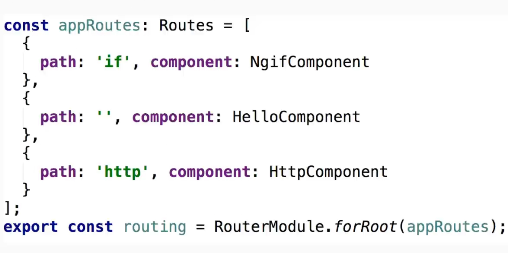 const appRoutes: Routes = [
  {
    path: 'if', component: NgifComponent
  },
  {
    path: '', component: HelloComponent
  },
  {
    path: 'http', component: HttpComponent
  }
];
export const routing = RouterModule.forRoot(appRoutes);